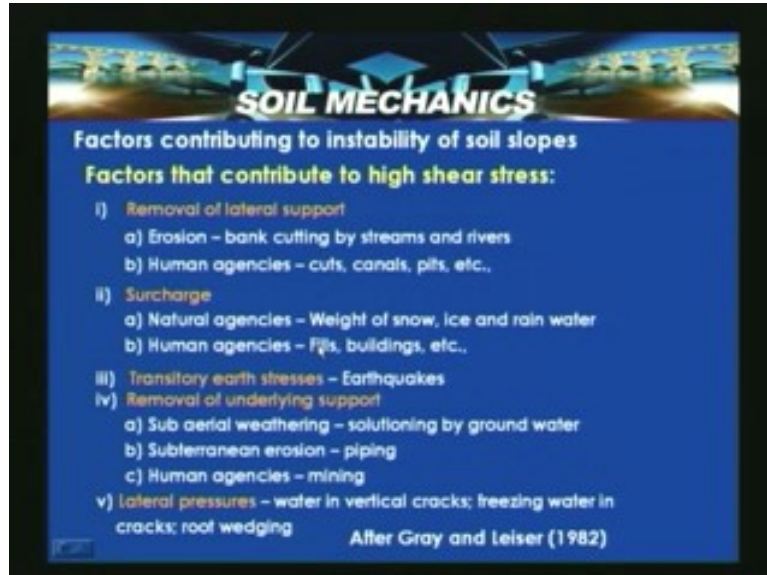 SOIL MECHANICS
Factors contributing to instability of soil slopes
Factors that contribute to high shear stress:
i) Removal of lateral support
a) Erosion – bank cutting by streams and rivers
b) Human agencies – cuts, canals, pits, etc.,
ii) Surcharge
a) Natural agencies – Weight of snow, ice and rain water
b) Human agencies – Fills, buildings, etc.,
iii) Transitory earth stresses – Earthquakes
iv) Removal of underlying support
a) Sub aerial weathering – solutioning by ground water
b) Subterranean erosion – piping
c) Human agencies – mining
v) Lateral pressures – water in vertical cracks; freezing water in
cracks; root wedging
After Gray and Leiser (1982)